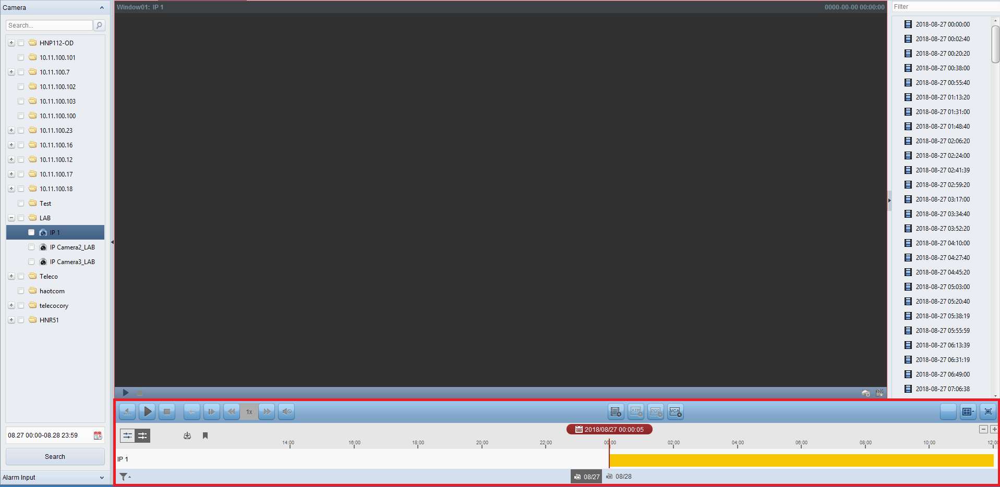 Camera
Search...
HNP112-OD
10.11.100.101
10.11.100.7
10.11.100.102
10.11.100.103
10.11.100.100
10.11.100.23
10.11.100.16
10.11.100.12
10.11.100.17
10.11.100.18
Test
LAB
IP 1
IP Camera2_LAB
IP Camera3_LAB
Teleco
haotcom
telecocory
HNR51
08.27 00:00-08.28 23:59
Search
Alarm Input
Window01: IP 1
0000-00-00 00:00:00
1x
ATM
POS
VCA
2018/08/27 00:00:05
14:00 16:00 18:00 20:00 22:00 00:00 02:00 04:00 06:00 08:00 10:00 12:00
IP 1
08/27 08/28
Filter
2018-08-27 00:00:00
2018-08-27 00:02:40
2018-08-27 00:20:20
2018-08-27 00:38:00
2018-08-27 00:55:40
2018-08-27 01:13:20
2018-08-27 01:31:00
2018-08-27 01:48:40
2018-08-27 02:06:20
2018-08-27 02:24:00
2018-08-27 02:41:39
2018-08-27 02:59:20
2018-08-27 03:17:00
2018-08-27 03:34:40
2018-08-27 03:52:20
2018-08-27 04:10:00
2018-08-27 04:27:40
2018-08-27 04:45:20
2018-08-27 05:03:00
2018-08-27 05:20:40
2018-08-27 05:38:19
2018-08-27 05:55:59
2018-08-27 06:13:39
2018-08-27 06:31:19
2018-08-27 06:49:00
2018-08-27 07:06:38